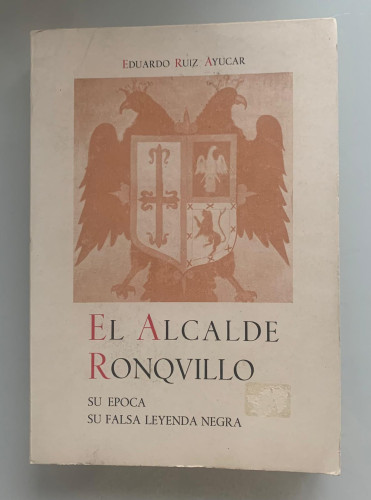 EDUARDO RUIZ AYUCAR
EL ALCALDE
RONQVILLO
SU EPOCA
SU FALSA LEYENDA NEGRA